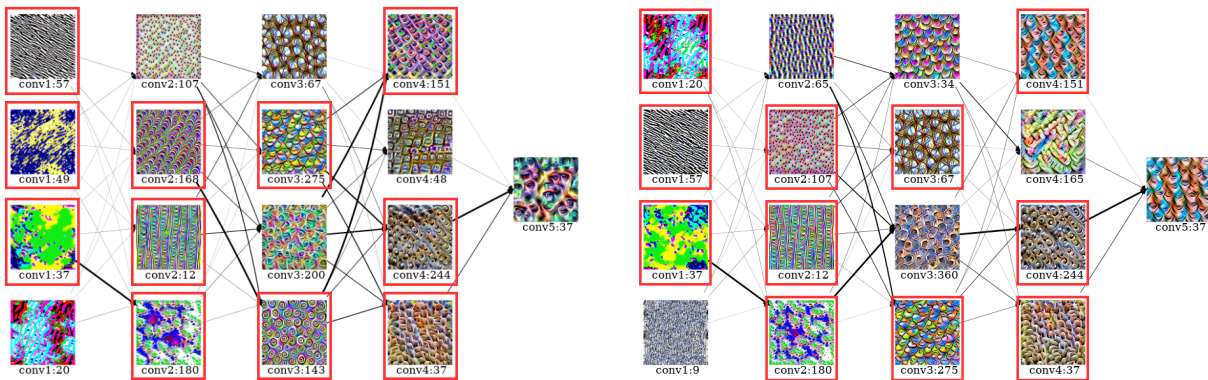 conv1:57 conv2:107 conv3:67 conv4:151
conv1:49 conv2:168 conv3:275 conv4:48
conv5:37
conv1:37 conv2:12 conv3:200 conv4:244
conv1:20 conv2:180 conv3:143 conv4:37
conv1:20 conv2:65 conv3:34 conv4:151
conv1:57 conv2:107 conv3:67 conv4:165
conv5:37
conv1:37 conv2:12 conv3:360 conv4:244
conv1:9 conv2:180 conv3:275 conv4:37